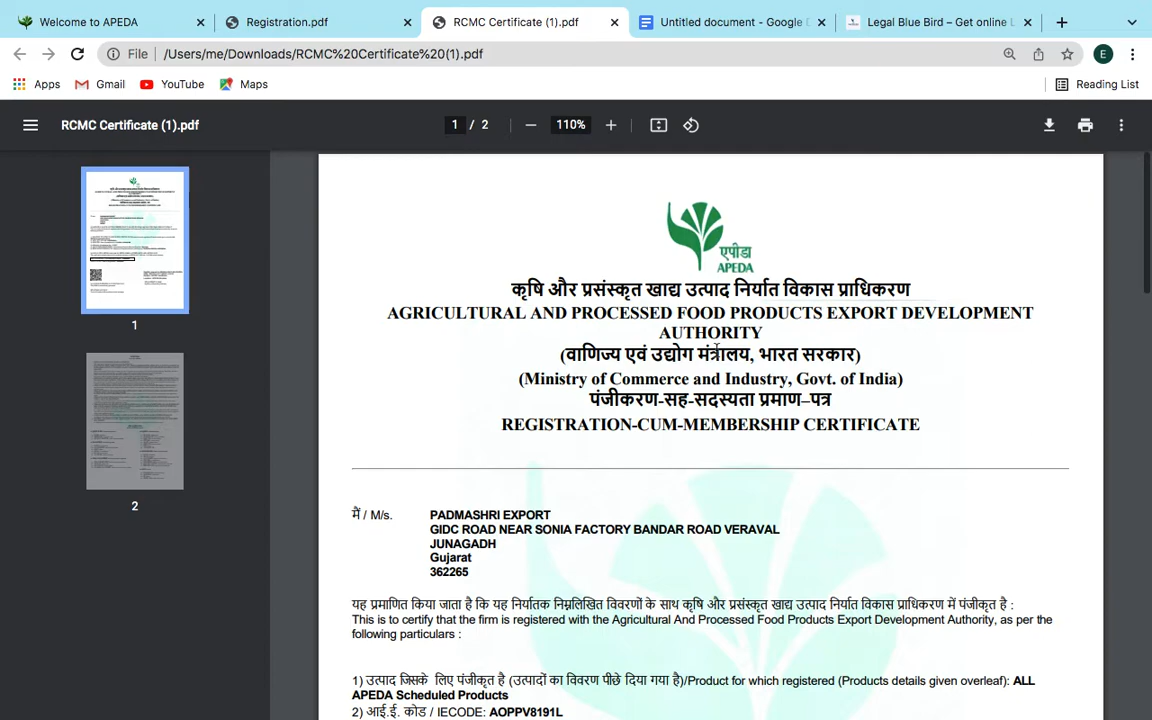 Welcome to APEDA
Registration.pdf
RCMC Certificate (1).pdf
Untitled document - Google
Legal Blue Bird – Get online L
File
/Users/me/Downloads/RCMC%20Certificate%20(1).pdf
E
Apps
Gmail
YouTube
Maps
Reading List
RCMC Certificate (1).pdf
1 / 2
110%
1
2
एपीडा
APEDA
कृषि और प्रसंस्कृत खाद्य उत्पाद निर्यात विकास प्राधिकरण
AGRICULTURAL AND PROCESSED FOOD PRODUCTS EXPORT DEVELOPMENT
AUTHORITY
(वाणिज्य एवं उद्योग मंत्रालय, भारत सरकार)
(Ministry of Commerce and Industry, Govt. of India)
पंजीकरण-सह-सदस्यता प्रमाण–पत्र
REGISTRATION-CUM-MEMBERSHIP CERTIFICATE
मैं / M/s.
PADMASHRI EXPORT
GIDC ROAD NEAR SONIA FACTORY BANDAR ROAD VERAVAL
JUNAGADH
Gujarat
362265
यह प्रमाणित किया जाता है कि यह निर्यातक निम्नलिखित विवरणों के साथ कृषि और प्रसंस्कृत खाद्य उत्पाद निर्यात विकास प्राधिकरण में पंजीकृत है :
This is to certify that the firm is registered with the Agricultural And Processed Food Products Export Development Authority, as per the
following particulars :
1) उत्पाद जिसके लिए पंजीकृत है (उत्पादों का विवरण पीछे दिया गया है)/Product for which registered (Products details given overleaf): ALL
APEDA Scheduled Products
2) आई.ई. कोड / IECODE: AOPPV8191L